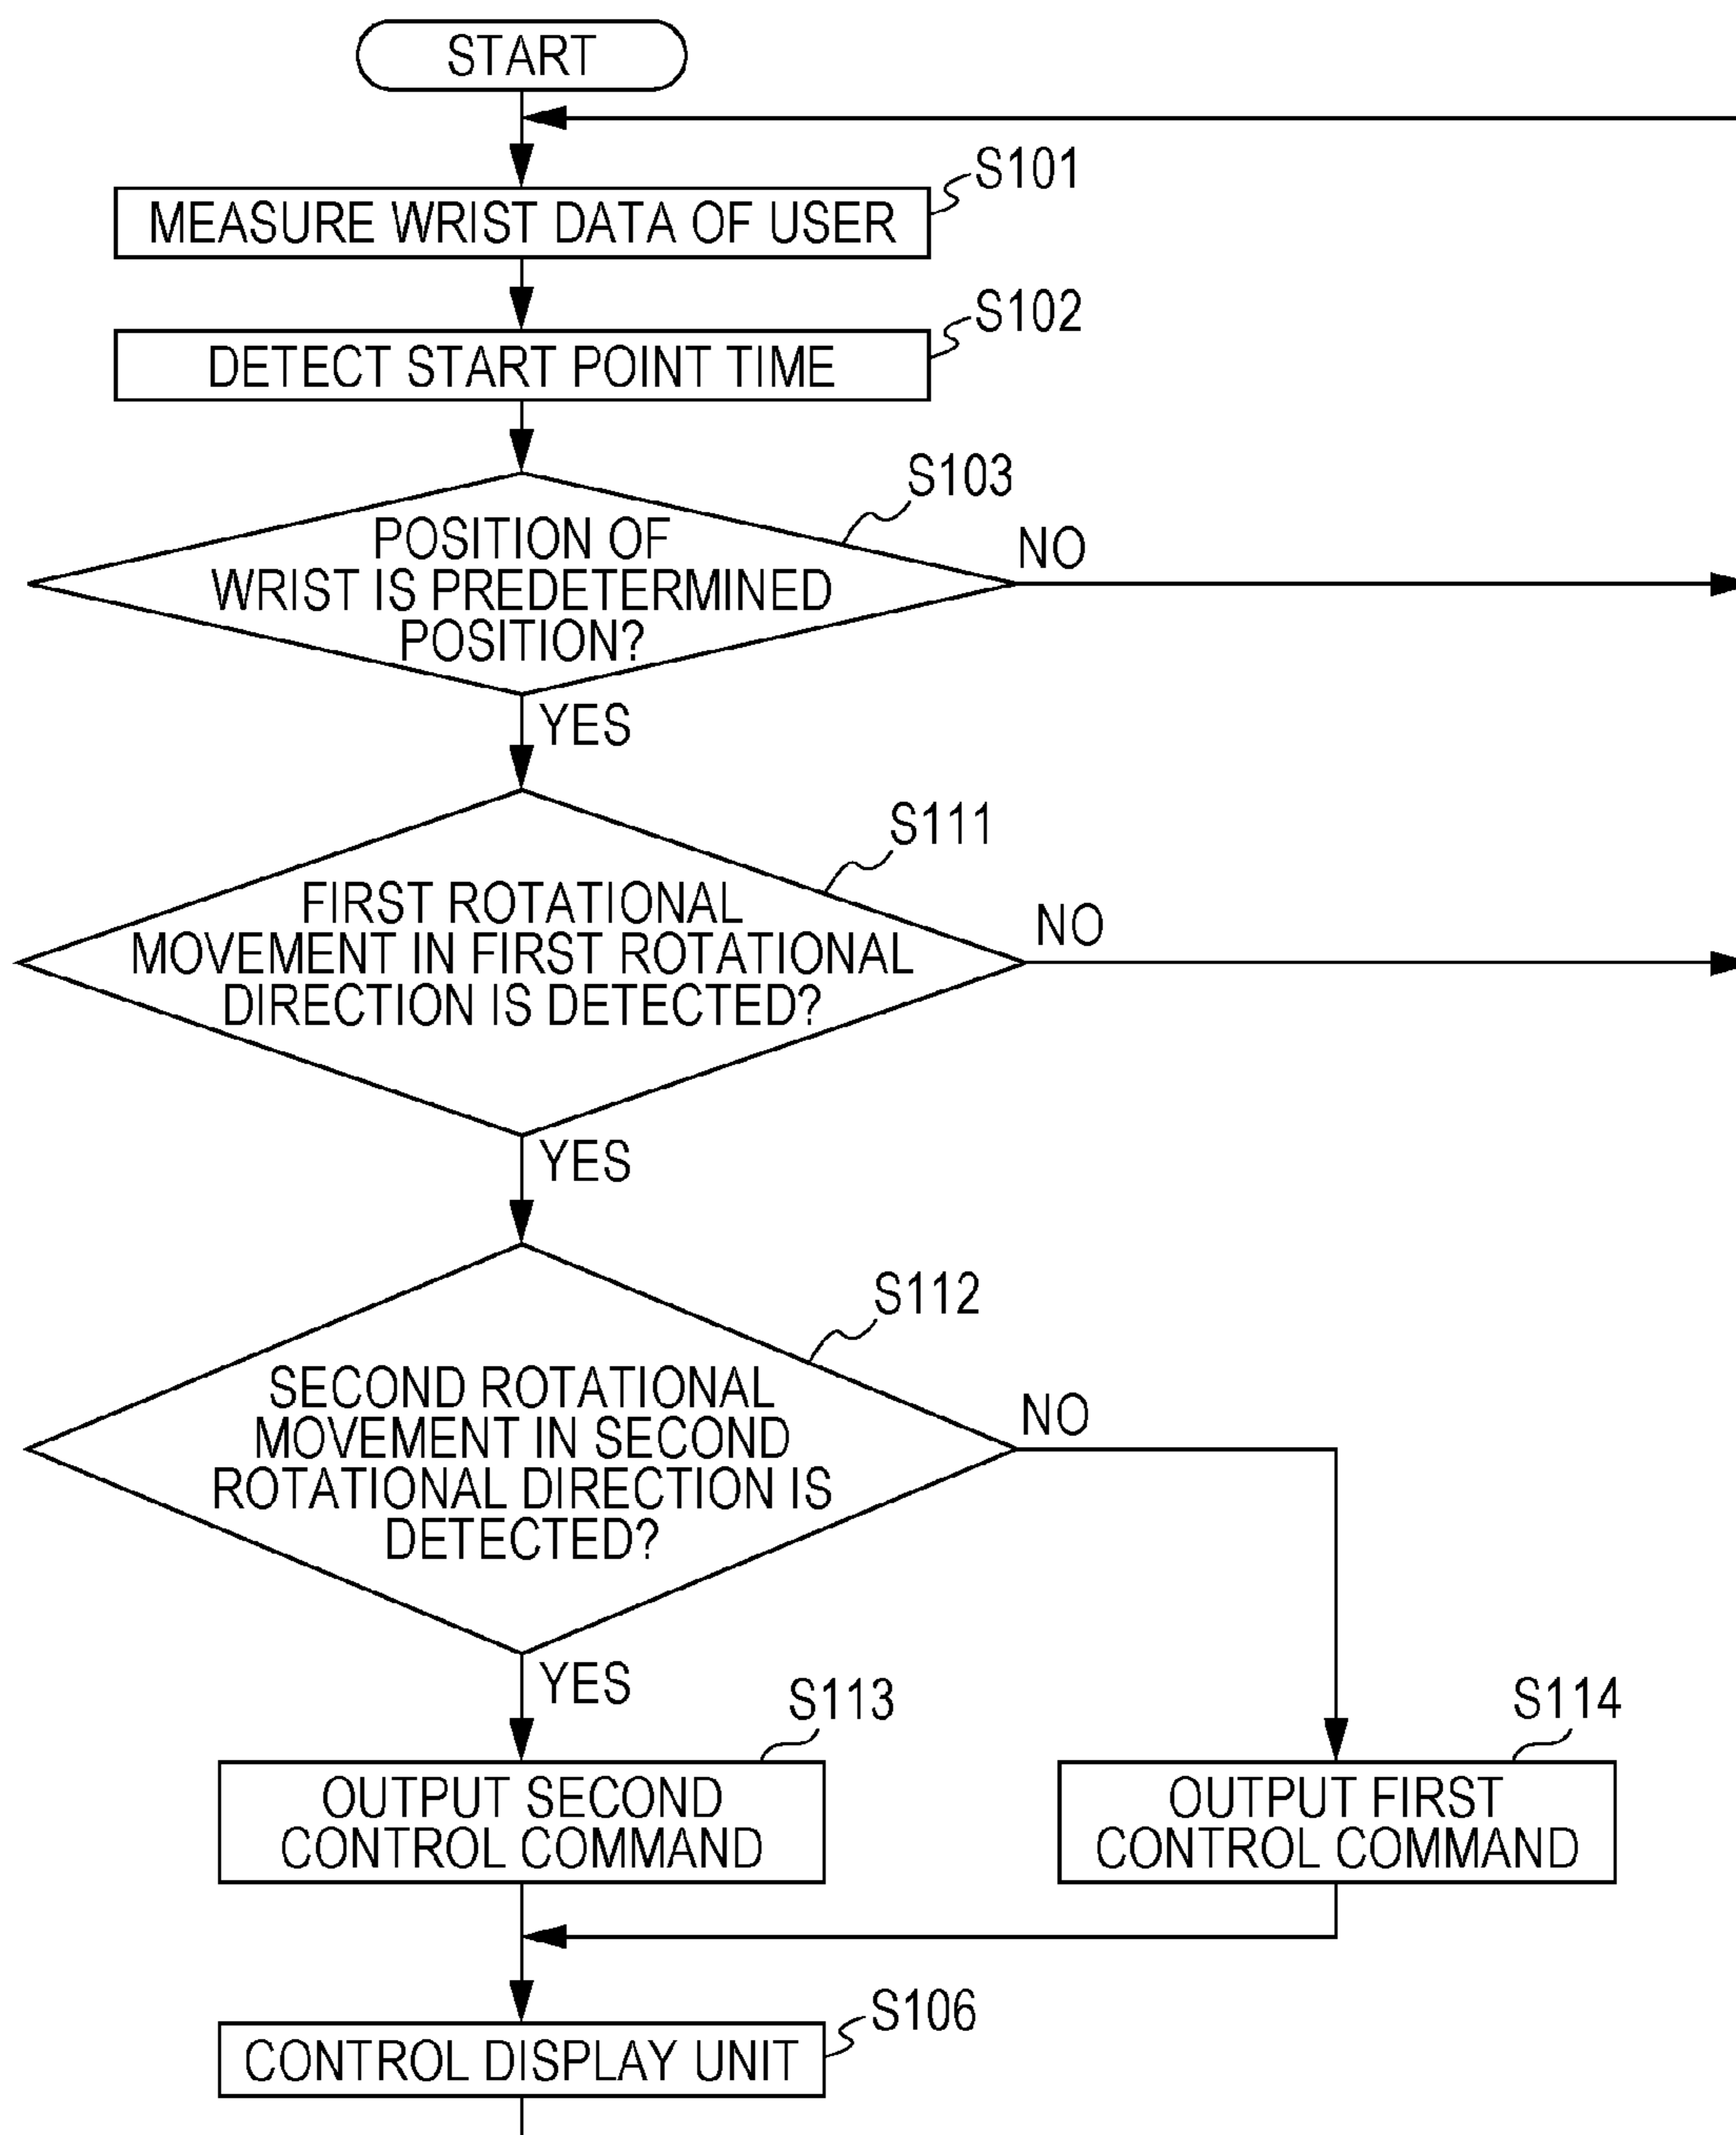 START
S101
MEASURE WRIST DATA OF USER
S102
DETECT START POINT TIME
S103
POSITION OF
WRIST IS PREDETERMINED
POSITION?
NO
YES
S111
FIRST ROTATIONAL
MOVEMENT IN FIRST ROTATIONAL
DIRECTION IS DETECTED?
NO
YES
S112
SECOND ROTATIONAL
MOVEMENT IN SECOND
ROTATIONAL DIRECTION IS
DETECTED?
NO
YES
S113
OUTPUT SECOND
CONTROL COMMAND
S114
OUTPUT FIRST
CONTROL COMMAND
S106
CONTROL DISPLAY UNIT